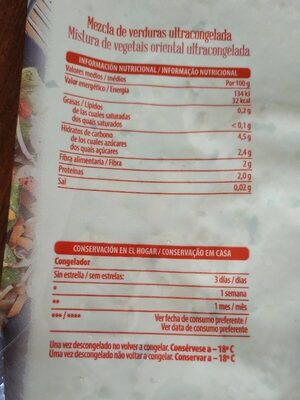 Mezcla de verduras ultracongelada
Mistura de vegetais oriental ultracongelada
INFORMACIÓN NUTRICIONAL / INFORMAÇÃO NUTRICIONAL
Valores medios / médios Por 100 g
Valor energético / Energia 134 kJ
32 kcal
Grasas / Lípidos 0,2 g
de las cuales saturadas
dos quais saturados < 0,1 g
Hidratos de carbono 4,5 g
de los cuales azúcares
dos quais açúcares 2,4 g
Fibra alimentaria / Fibra 2 g
Proteínas 2,0 g
Sal 0,02 g
CONSERVACIÓN EN EL HOGAR / CONSERVAÇÃO EM CASA
Congelador
Sin estrella / sem estrelas: 3 días / dias
* 1 semana
** 1 mes / mês
***/**** Ver fecha de consumo preferente /
Ver data de consumo preferente
Una vez descongelado no volver a congelar. Consérvese a – 18º C
Uma vez descongelado não voltar a congelar. Conservar a – 18º C